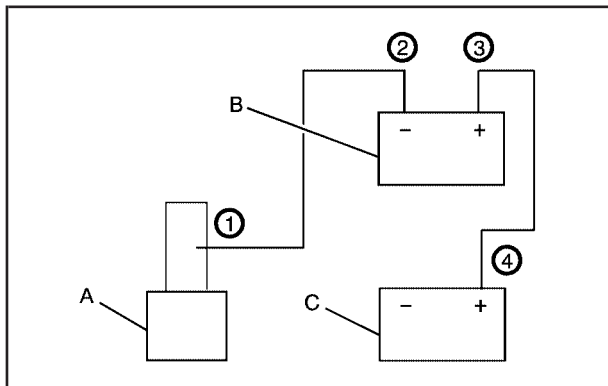 ② ③
B
− +
①
④
A
C
− +